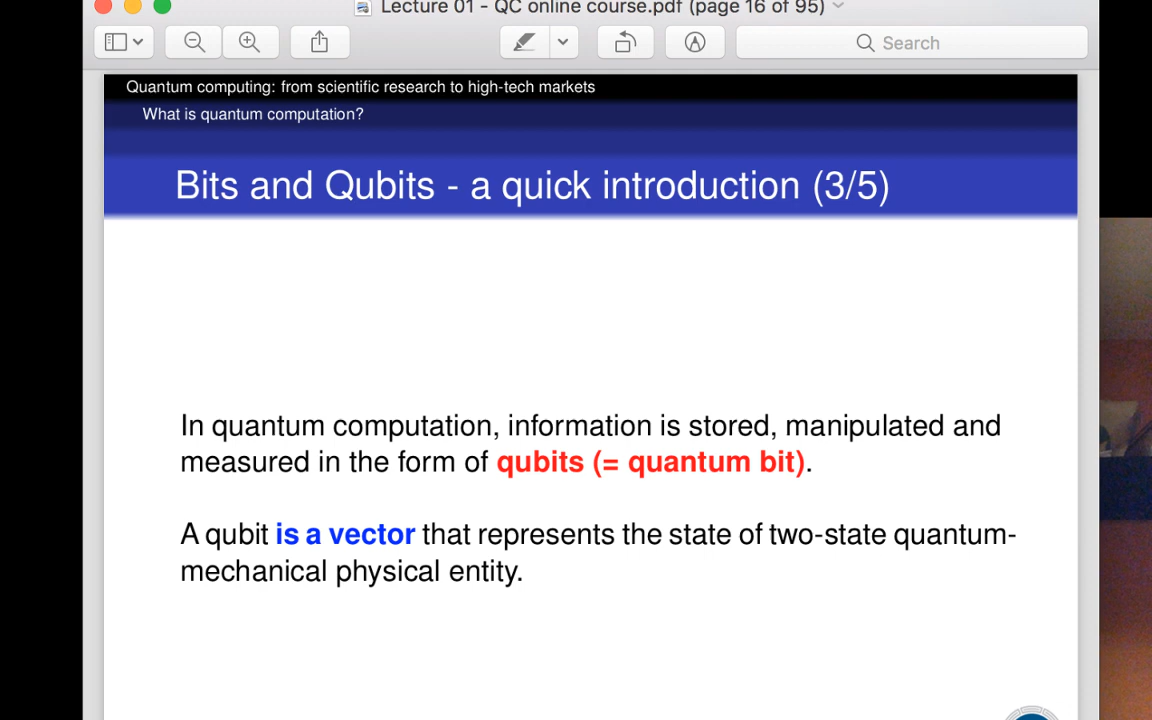 Lecture 01 - QC online course.pdf (page 16 of 95)
Search
Quantum computing: from scientific research to high-tech markets
What is quantum computation?
Bits and Qubits - a quick introduction (3/5)
In quantum computation, information is stored, manipulated and
measured in the form of qubits (= quantum bit).
A qubit is a vector that represents the state of two-state quantum-
mechanical physical entity.